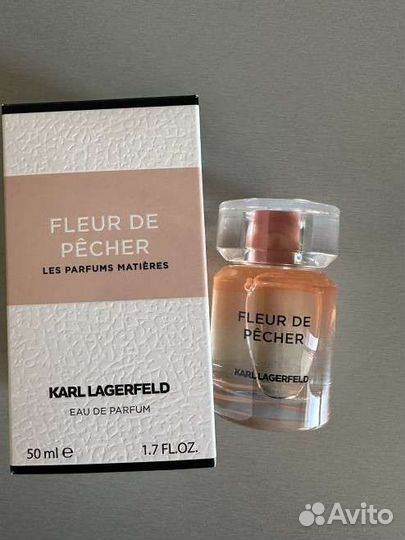 FLEUR DE
PÊCHER
LES PARFUMS MATIÈRES
KARL LAGERFELD
EAU DE PARFUM
50 ml ℮ 1.7 FL.OZ.
FLEUR DE
PÊCHER
KARL LAGERFELD
Avito